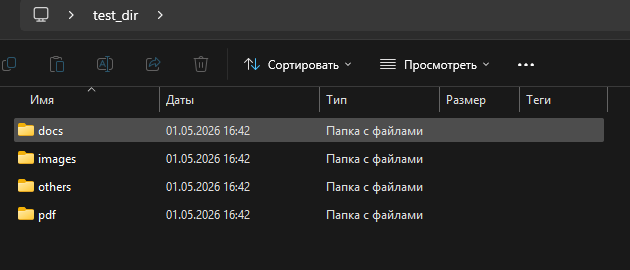 test_dir
Сортировать Просмотреть
Имя Даты Тип Размер Теги
docs 01.05.2026 16:42 Папка с файлами
images 01.05.2026 16:42 Папка с файлами
others 01.05.2026 16:42 Папка с файлами
pdf 01.05.2026 16:42 Папка с файлами